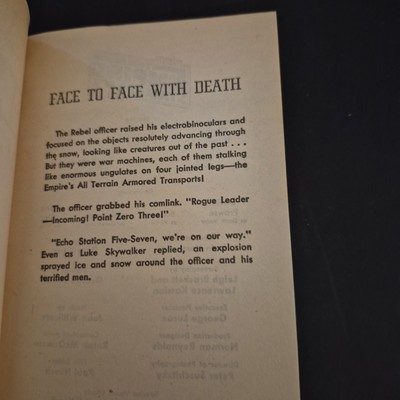 FACE TO FACE WITH DEATH
The Rebel officer raised his electrobinoculars and
focused on the objects resolutely advancing through
the snow, looking like creatures out of the past . . .
But they were war machines, each of them stalking
like enormous ungulates on four jointed legs—the
Empire's All Terrain Armored Transports!
The officer grabbed his comlink. "Rogue Leader
—Incoming! Point Zero Three!"
"Echo Station Five-Seven, we're on our way."
Even as Luke Skywalker replied, an explosion
sprayed ice and snow around the officer and his
terrified men.